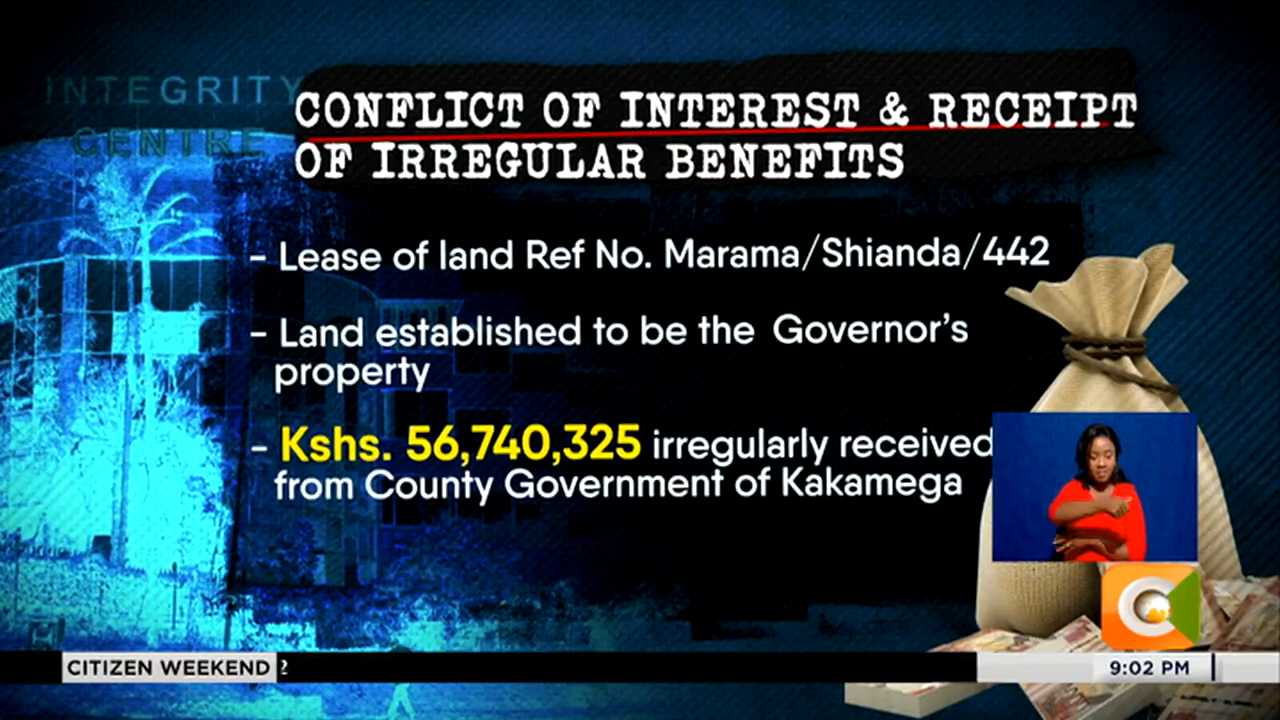 INTEGRITY
CENTRE
CONFLICT OF INTEREST & RECEIPT
OF IRREGULAR BENEFITS
- Lease of land Ref No. Marama/Shianda/442
- Land established to be the Governor's
property
- Kshs. 56,740,325 irregularly received
from County Government of Kakamega
CITIZEN WEEKEND
9:02 PM